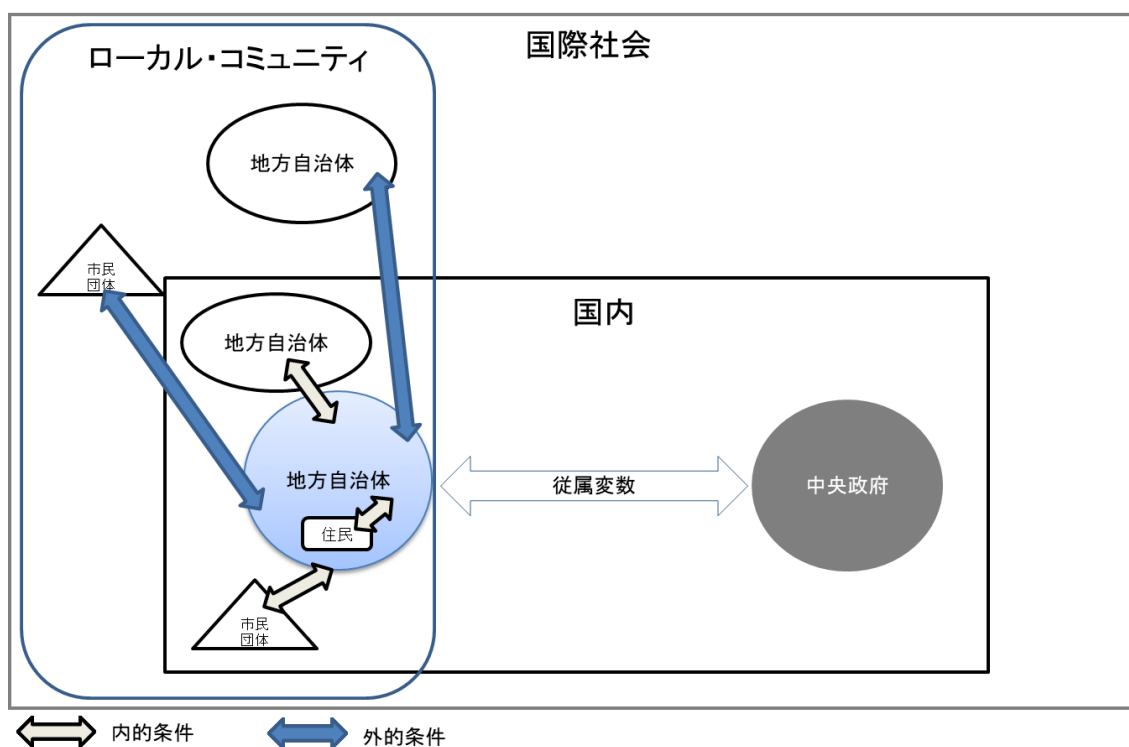 国際社会
ローカル・コミュニティ
地方自治体
市民
団体
国内
地方自治体
地方自治体
従属変数
中央政府
住民
市民
団体
内的条件
外的条件